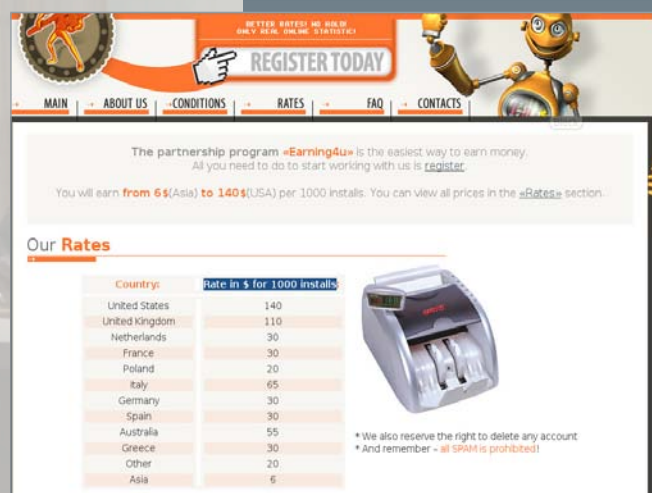 BETTER RATES! NO HOLD!
ONLY REAL ONLINE STATISTIC!
REGISTER TODAY
MAIN
ABOUT US
CONDITIONS
RATES
FAQ
CONTACTS
The partnership program «Earning4u» is the easiest way to earn money.
All you need to do to start working with us is register.
You will earn from 6$(Asia) to 140$(USA) per 1000 installs. You can view all prices in the «Rates» section.
Our Rates
Country: Rate in $ for 1000 installs:
United States 140
United Kingdom 110
Netherlands 30
France 30
Poland 20
Italy 65
Germany 30
Spain 30
Australia 55
Greece 30
Other 20
Asia 6
* We also reserve the right to delete any account
* And remember – all SPAM is prohibited!